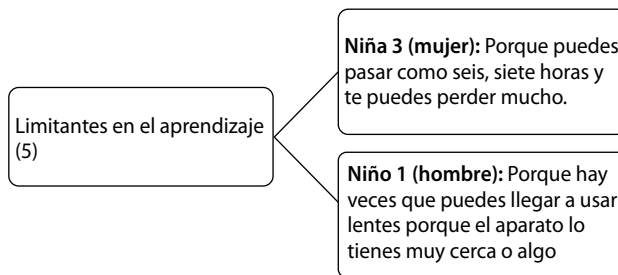 Limitantes en el aprendizaje
(5)
Niña 3 (mujer): Porque puedes
pasar como seis, siete horas y
te puedes perder mucho.
Niño 1 (hombre): Porque hay
veces que puedes llegar a usar
lentes porque el aparato lo
tienes muy cerca o algo